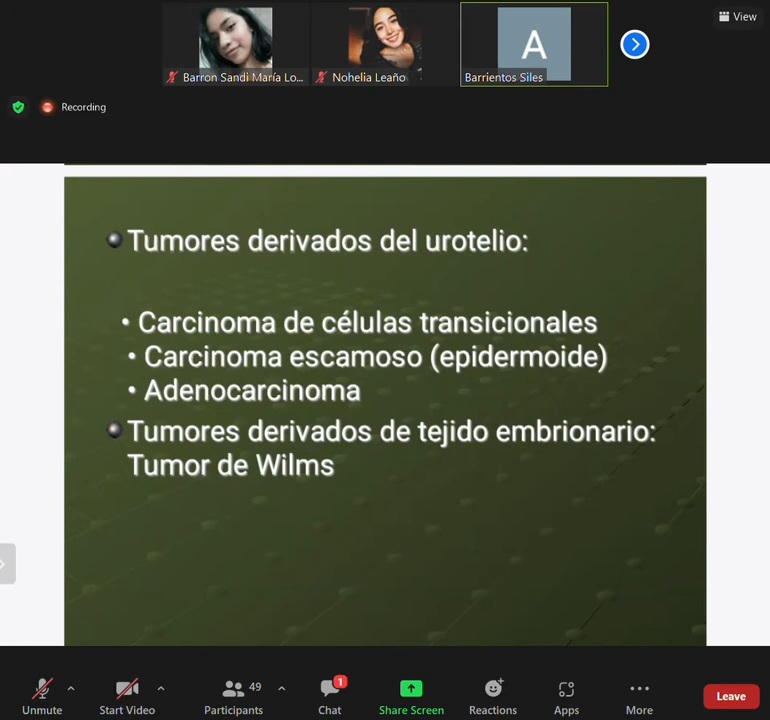 View
Barron Sandi María Lo...
Nohelia Leaño
A
Barrientos Siles
Recording
Tumores derivados del urotelio:
• Carcinoma de células transicionales
• Carcinoma escamoso (epidermoide)
• Adenocarcinoma
Tumores derivados de tejido embrionario:
Tumor de Wilms
49
1
Unmute
Start Video
Participants
Chat
Share Screen
Reactions
Apps
More
Leave